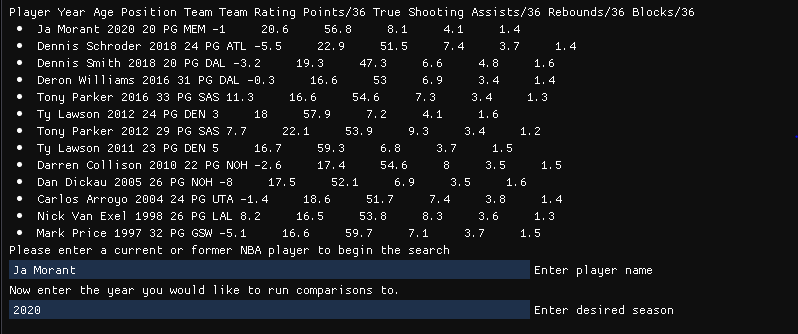 Player Year Age Position Team Team Rating Points/36 True Shooting Assists/36 Rebounds/36 Blocks/36
• Ja Morant 2020 20 PG MEM -1 20.6 56.8 8.1 4.1 1.4
• Dennis Schroder 2018 24 PG ATL -5.5 22.9 51.5 7.4 3.7 1.4
• Dennis Smith 2018 20 PG DAL -3.2 19.3 47.3 6.6 4.8 1.6
• Deron Williams 2016 31 PG DAL -0.3 16.6 53 6.9 3.4 1.4
• Tony Parker 2016 33 PG SAS 11.3 16.6 54.6 7.3 3.4 1.3
• Ty Lawson 2012 24 PG DEN 3 18 57.9 7.2 4.1 1.6
• Tony Parker 2012 29 PG SAS 7.7 22.1 53.9 9.3 3.4 1.2
• Ty Lawson 2011 23 PG DEN 5 16.7 59.3 6.8 3.7 1.5
• Darren Collison 2010 22 PG NOH -2.6 17.4 54.6 8 3.5 1.5
• Dan Dickau 2005 26 PG NOH -8 17.5 52.1 6.9 3.5 1.6
• Carlos Arroyo 2004 24 PG UTA -1.4 18.6 51.7 7.4 3.8 1.4
• Nick Van Exel 1998 26 PG LAL 8.2 16.5 53.8 8.3 3.6 1.3
• Mark Price 1997 32 PG GSW -5.1 16.6 59.7 7.1 3.7 1.5
Please enter a current or former NBA player to begin the search
Ja Morant Enter player name
Now enter the year you would like to run comparisons to.
2020 Enter desired season